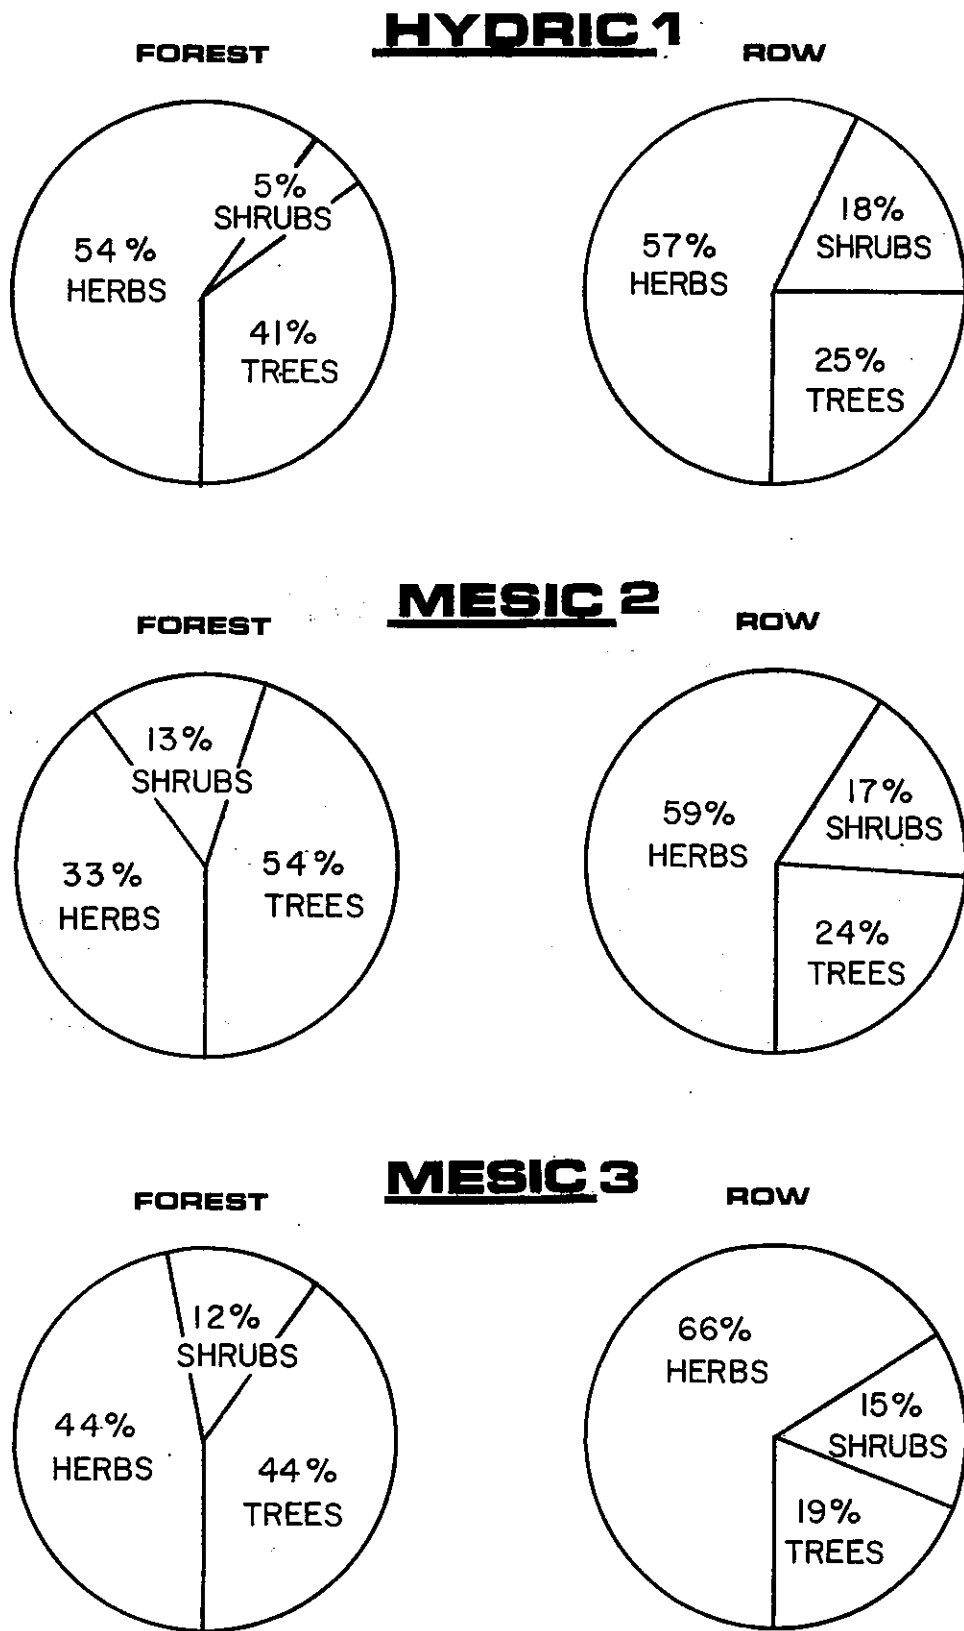 HYDRIC 1
FOREST
ROW
5%
SHRUBS
54%
HERBS
41%
TREES
57%
HERBS
18%
SHRUBS
25%
TREES
MESIC 2
FOREST
ROW
13%
SHRUBS
33%
HERBS
54%
TREES
59%
HERBS
17%
SHRUBS
24%
TREES
MESIC 3
FOREST
ROW
12%
SHRUBS
44%
HERBS
44%
TREES
66%
HERBS
15%
SHRUBS
19%
TREES